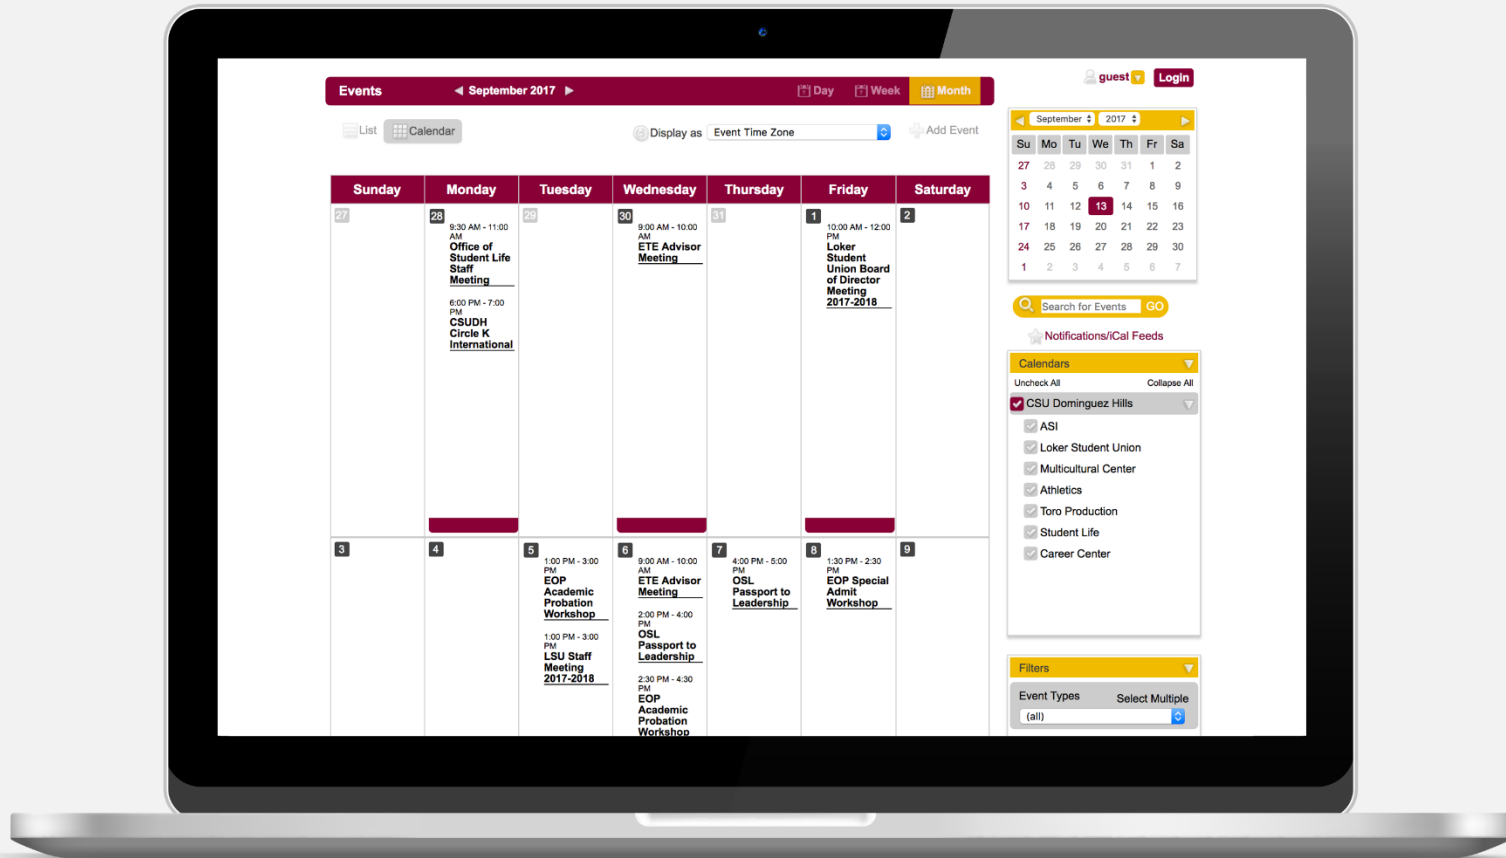 guest
Login
Events
September 2017
Day
Week
Month
List
Calendar
Display as
Event Time Zone
Add Event
Sunday
Monday
Tuesday
Wednesday
Thursday
Friday
Saturday
27
28
9:30 AM - 11:00
AM
Office of
Student Life
Staff
Meeting
6:00 PM - 7:00
PM
CSUDH
Circle K
International
29
30
9:00 AM - 10:00
AM
ETE Advisor
Meeting
31
1
10:00 AM - 12:00
PM
Loker
Student
Union Board
of Director
Meeting
2017-2018
2
3
4
5
1:00 PM - 3:00
PM
EOP
Academic
Probation
Workshop
1:00 PM - 3:00
PM
LSU Staff
Meeting
2017-2018
6
9:00 AM - 10:00
AM
ETE Advisor
Meeting
2:00 PM - 4:00
PM
OSL
Passport to
Leadership
2:30 PM - 4:30
PM
EOP
Academic
Probation
Workshop
7
4:00 PM - 5:00
PM
OSL
Passport to
Leadership
8
1:30 PM - 2:30
PM
EOP Special
Admit
Workshop
9
September 2017
Su Mo Tu We Th Fr Sa
27 28 29 30 31 1 2
3 4 5 6 7 8 9
10 11 12 13 14 15 16
17 18 19 20 21 22 23
24 25 26 27 28 29 30
1 2 3 4 5 6 7
Search for Events GO
Notifications/iCal Feeds
Calendars
Uncheck All Collapse All
CSU Dominguez Hills
ASI
Loker Student Union
Multicultural Center
Athletics
Toro Production
Student Life
Career Center
Filters
Event Types Select Multiple
(all)